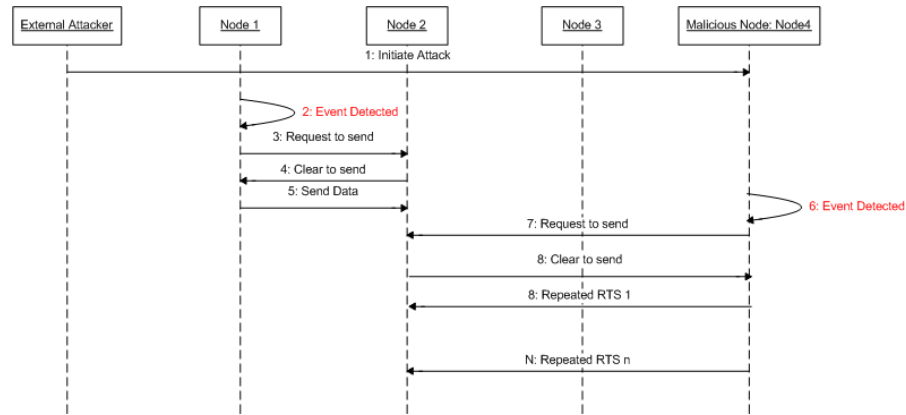 External Attacker
Node 1
Node 2
Node 3
Malicious Node: Node4
1: Initiate Attack
2: Event Detected
3: Request to send
4: Clear to send
5: Send Data
6: Event Detected
7: Request to send
8: Clear to send
8: Repeated RTS 1
N: Repeated RTS n